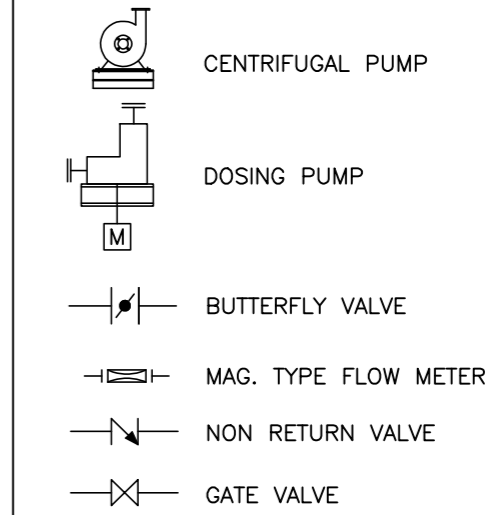 CENTRIFUGAL PUMP
DOSING PUMP
M
BUTTERFLY VALVE
MAG. TYPE FLOW METER
NON RETURN VALVE
GATE VALVE